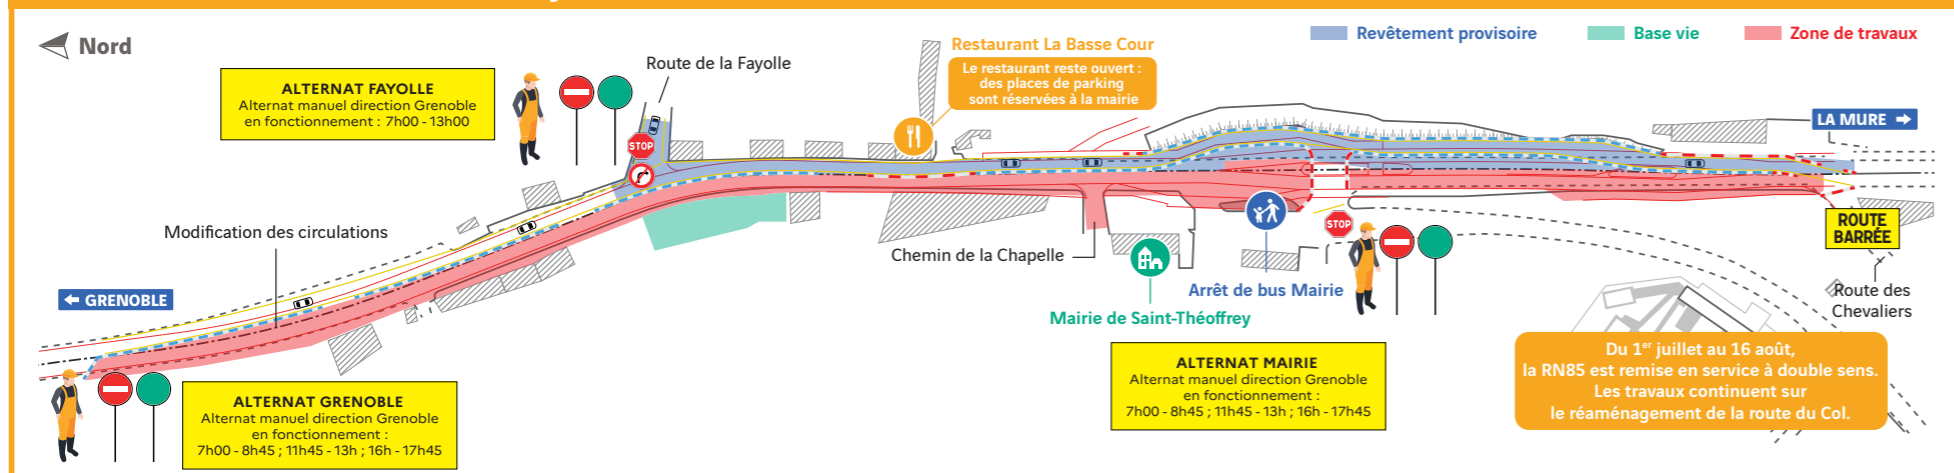 Nord
Revêtement provisoire
Base vie
Zone de travaux
Restaurant La Basse Cour
Le restaurant reste ouvert :
des places de parking
sont réservées à la mairie
Route de la Fayolle
ALTERNAT FAYOLLE
Alternat manuel direction Grenoble
en fonctionnement : 7h00 - 13h00
STOP
LA MURE
Modification des circulations
GRENOBLE
Chemin de la Chapelle
STOP
ROUTE
BARRÉE
Arrêt de bus Mairie
Mairie de Saint-Théoffrey
Route des
Chevaliers
ALTERNAT GRENOBLE
Alternat manuel direction Grenoble
en fonctionnement :
7h00 - 8h45 ; 11h45 - 13h ; 16h - 17h45
ALTERNAT MAIRIE
Alternat manuel direction Grenoble
en fonctionnement :
7h00 - 8h45 ; 11h45 - 13h ; 16h - 17h45
Du 1er juillet au 16 août,
la RN85 est remise en service à double sens.
Les travaux continuent sur
le réaménagement de la route du Col.